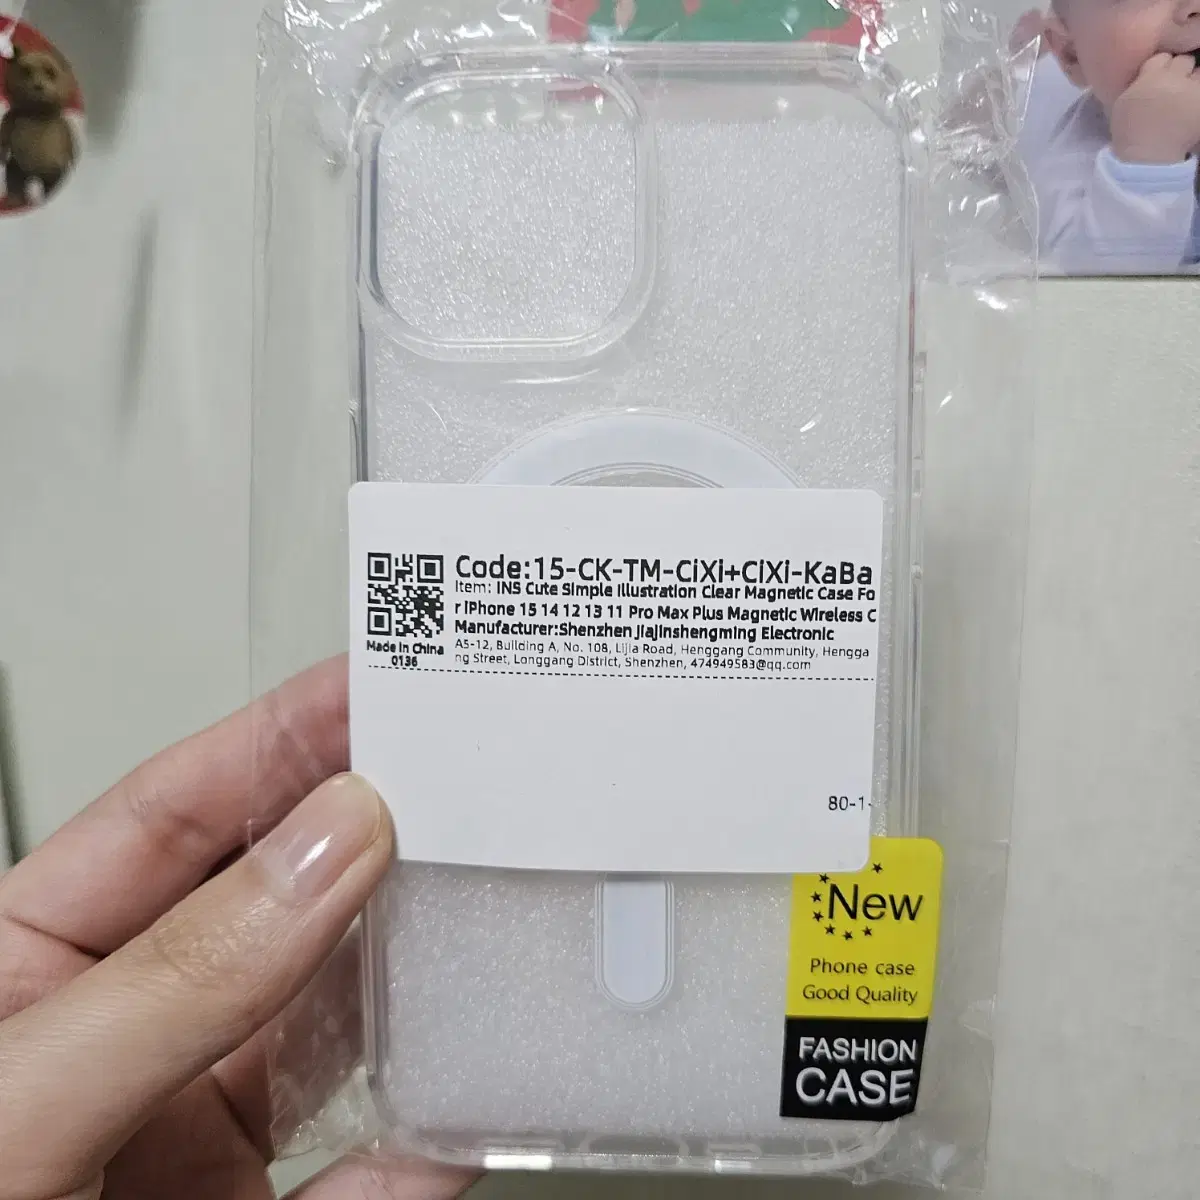 Code:15-CK-TM-CiXi+CiXi-KaBa
Item: INS Cute Simple Illustration Clear Magnetic Case Fo
r iPhone 15 14 12 13 11 Pro Max Plus Magnetic Wireless C
Manufacturer:Shenzhen Jiajinshengming Electronic
A5-12, Building A, No. 108, Lijia Road, Henggang Community, Hengga
ng Street, Longgang District, Shenzhen, 474949583@qq.com
Made in China
0136
80-1-
New
Phone case
Good Quality
FASHION
CASE